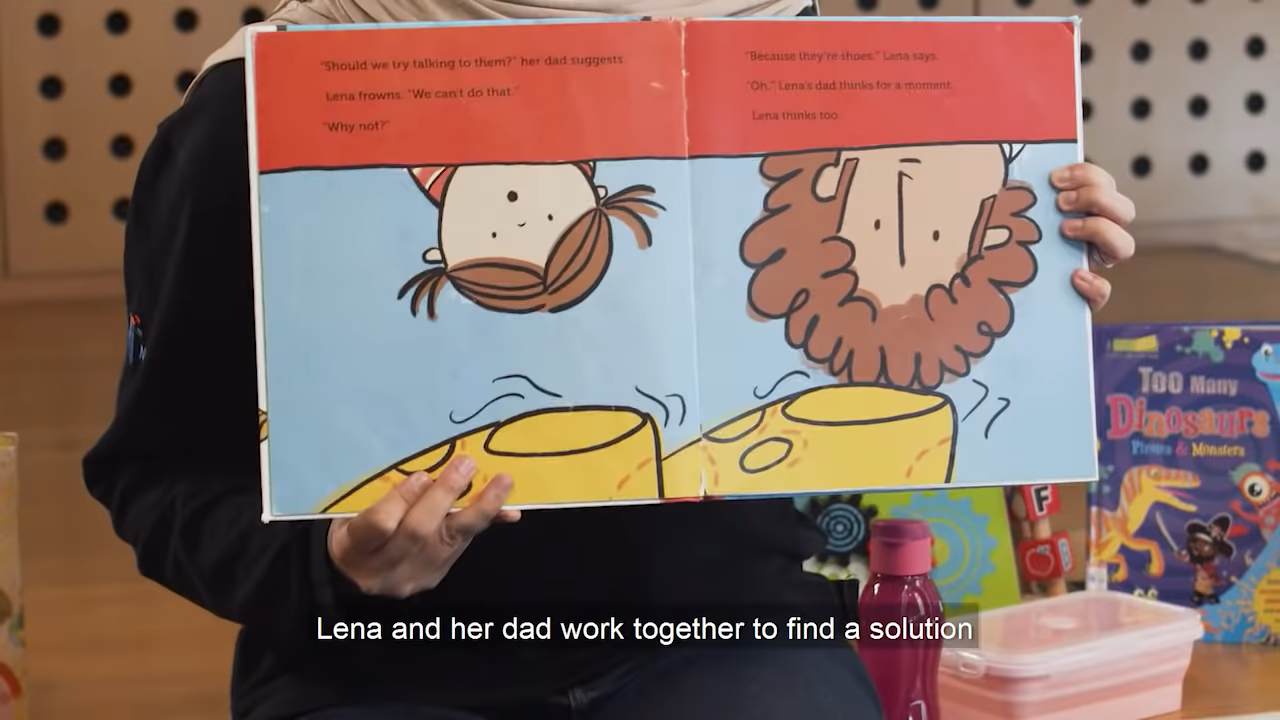 "Should we try talking to them?" her dad suggests.
Lena frowns. "We can't do that."
"Why not?"
"Because they're shoes," Lena says.
"Oh." Lena's dad thinks for a moment.
Lena thinks too.
TOO MANY
Dinosaurs
Pirates & Monsters
F
B
Lena and her dad work together to find a solution